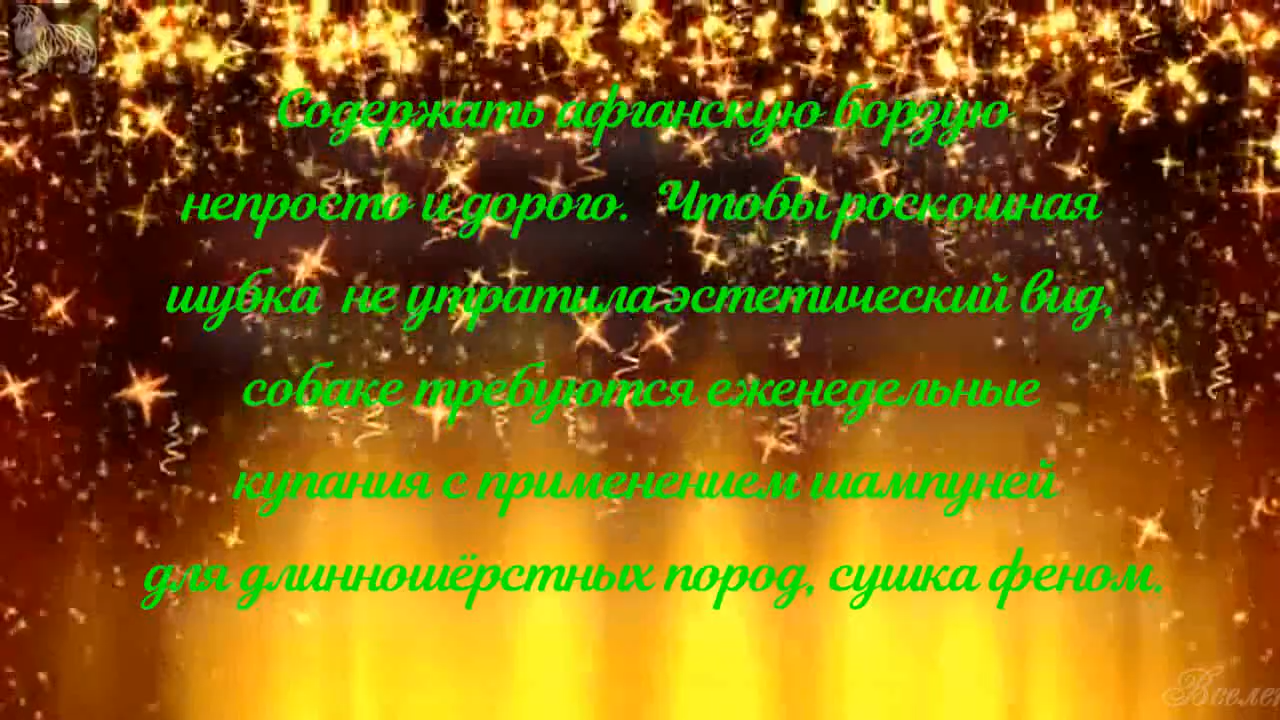 Содержать афганскую борзую
непросто и дорого. Чтобы роскошная
шубка не утратила эстетический вид,
собаке требуются еженедельные
купания с применением шампуней
для длинношёрстных пород, сушка феном.